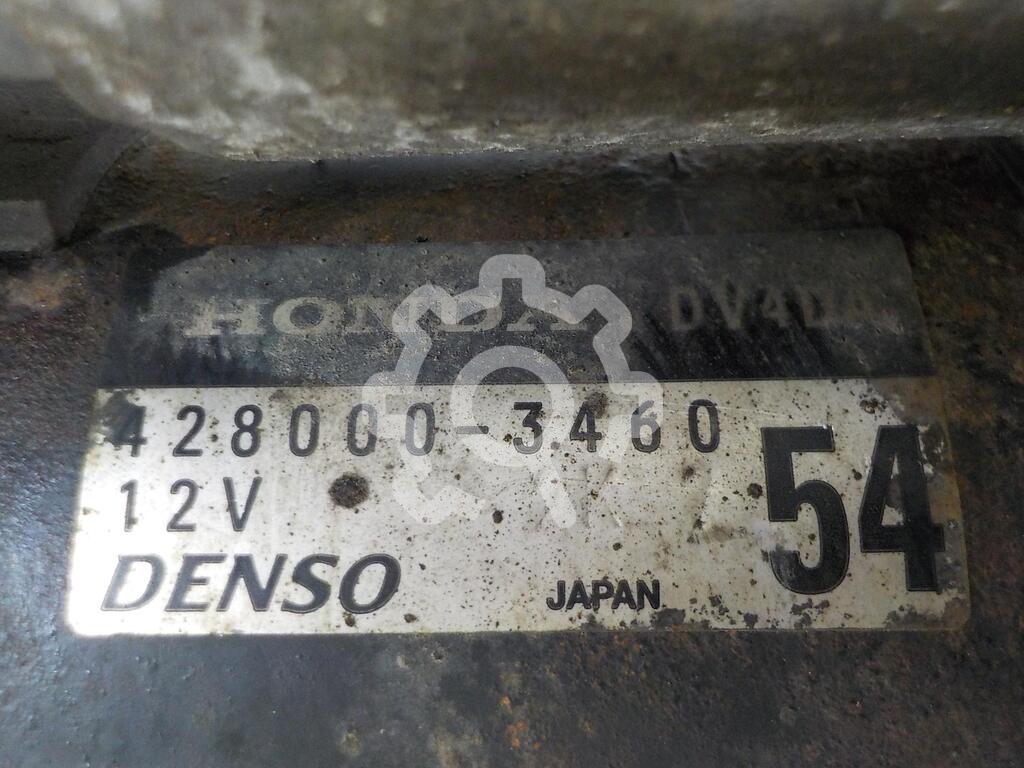 HONDA DV4DA
428000-3460
12V
54
DENSO
JAPAN